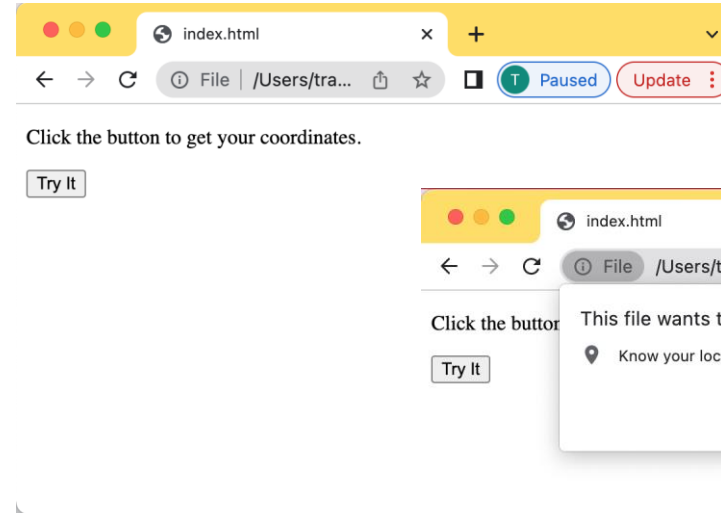 index.html
File | /Users/tra...
T Paused Update
Click the button to get your coordinates.
Try It
index.html
File /Users/t
Click the button
This file wants t
Know your loc
Try It